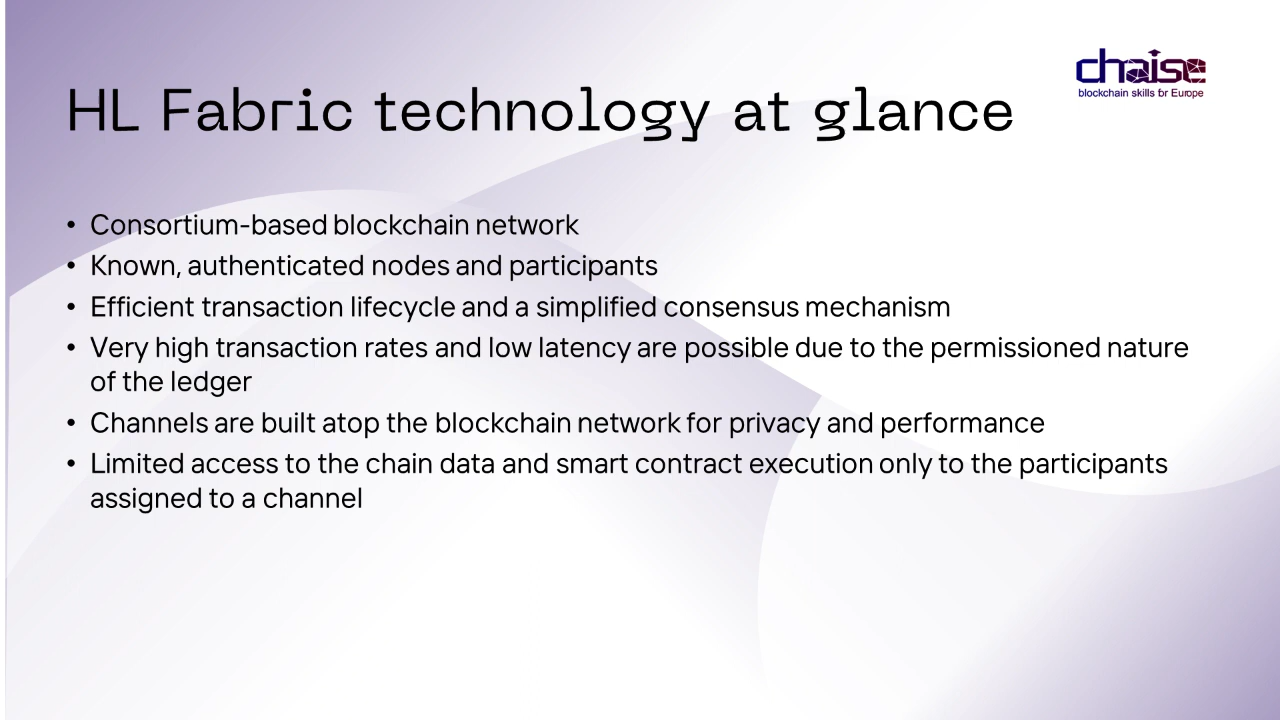 chaise
blockchain skills for Europe
HL Fabric technology at glance
• Consortium-based blockchain network
• Known, authenticated nodes and participants
• Efficient transaction lifecycle and a simplified consensus mechanism
• Very high transaction rates and low latency are possible due to the permissioned nature
of the ledger
• Channels are built atop the blockchain network for privacy and performance
• Limited access to the chain data and smart contract execution only to the participants
assigned to a channel